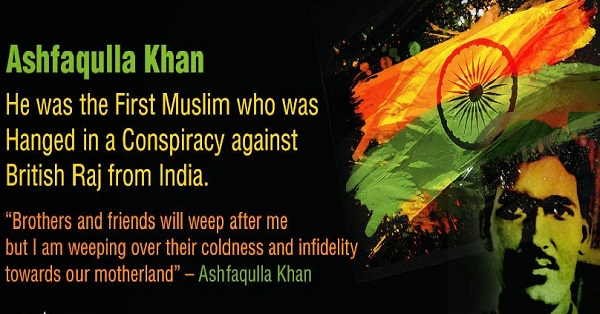 Ashfaqulla Khan
He was the First Muslim who was
Hanged in a Conspiracy against
British Raj from India.
“Brothers and friends will weep after me
but I am weeping over their coldness and infidelity
towards our motherland” – Ashfaqulla Khan